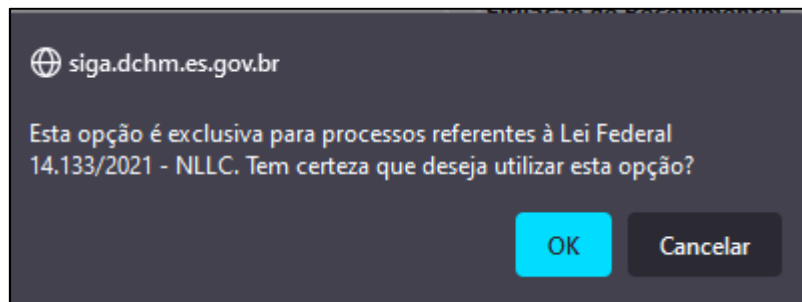 siga.dchm.es.gov.br
Esta opção é exclusiva para processos referentes à Lei Federal
14.133/2021 - NLLC. Tem certeza que deseja utilizar esta opção?
OK Cancelar